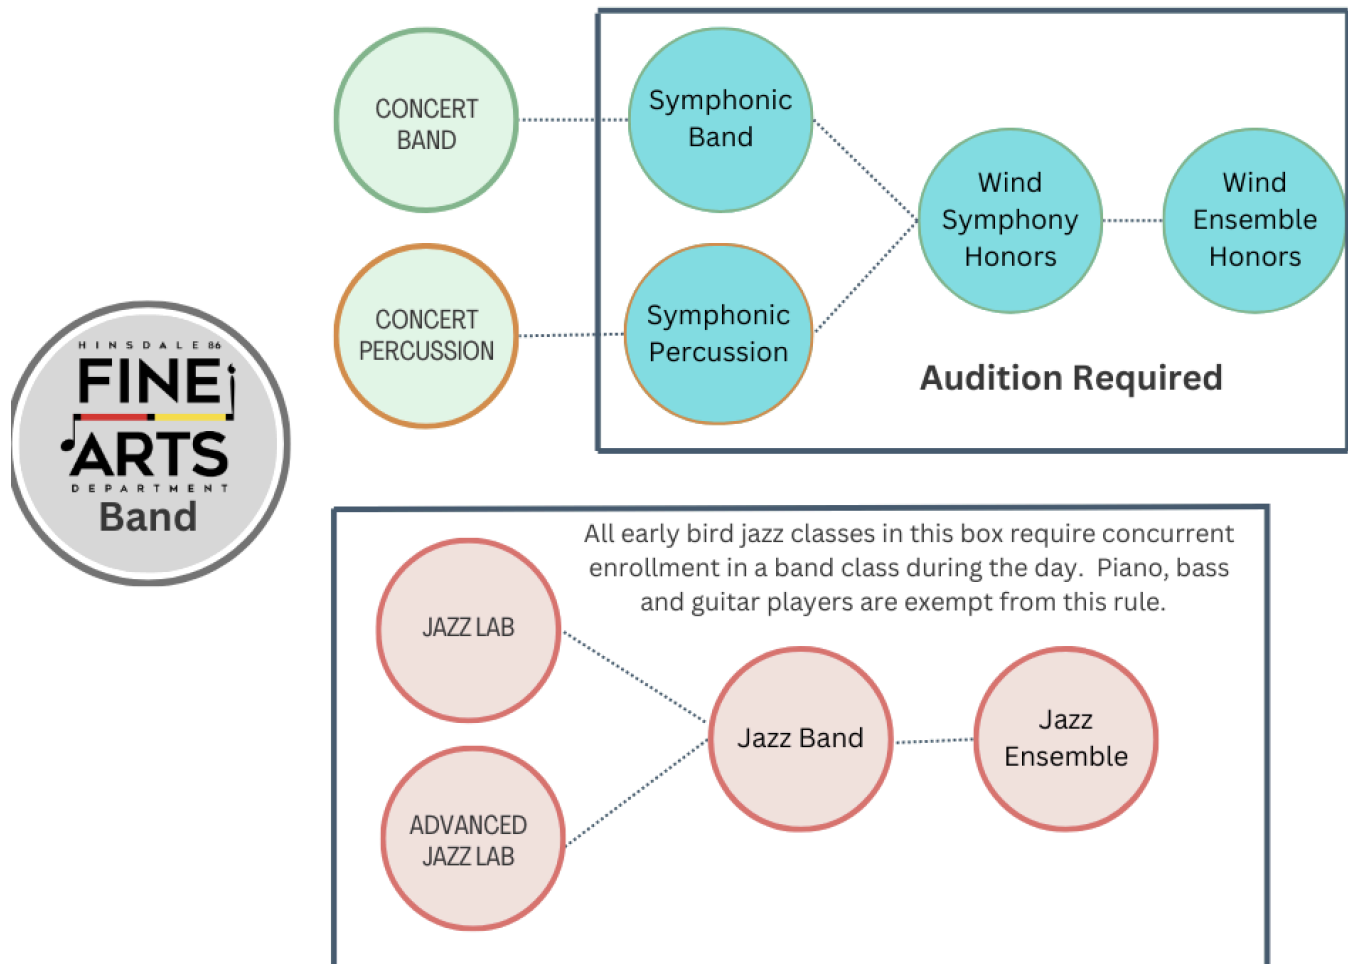 CONCERT
BAND
Symphonic
Band
Wind
Symphony
Honors
Wind
Ensemble
Honors
CONCERT
PERCUSSION
Symphonic
Percussion
Audition Required
HINSDALE 86
FINE
ARTS
DEPARTMENT
Band
All early bird jazz classes in this box require concurrent
enrollment in a band class during the day. Piano, bass
and guitar players are exempt from this rule.
JAZZ LAB
ADVANCED
JAZZ LAB
Jazz Band
Jazz
Ensemble